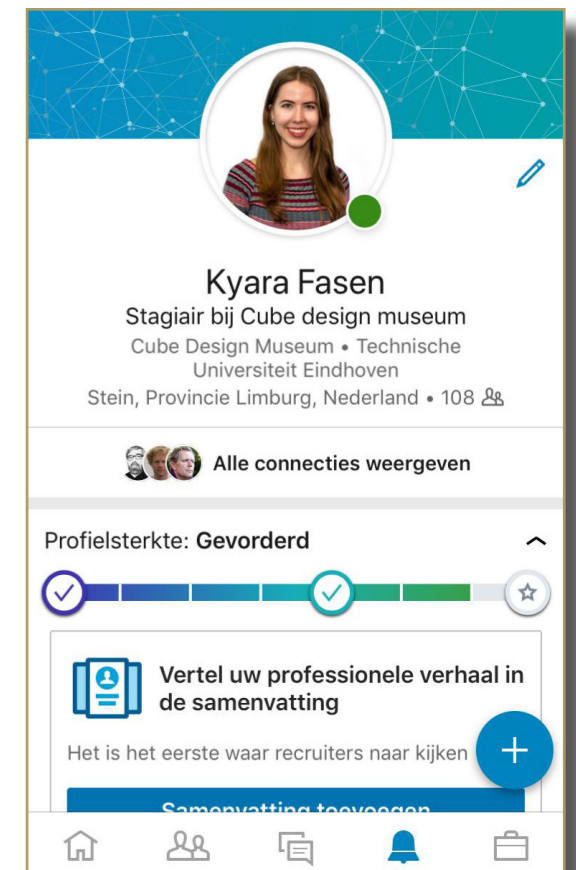 Kyara Fasen
Stagiair bij Cube design museum
Cube Design Museum • Technische
Universiteit Eindhoven
Stein, Provincie Limburg, Nederland • 108
Alle connecties weergeven
Profielsterkte: Gevorderd
Vertel uw professionele verhaal in
de samenvatting
Het is het eerste waar recruiters naar kijken
Samenvatting toevoegen